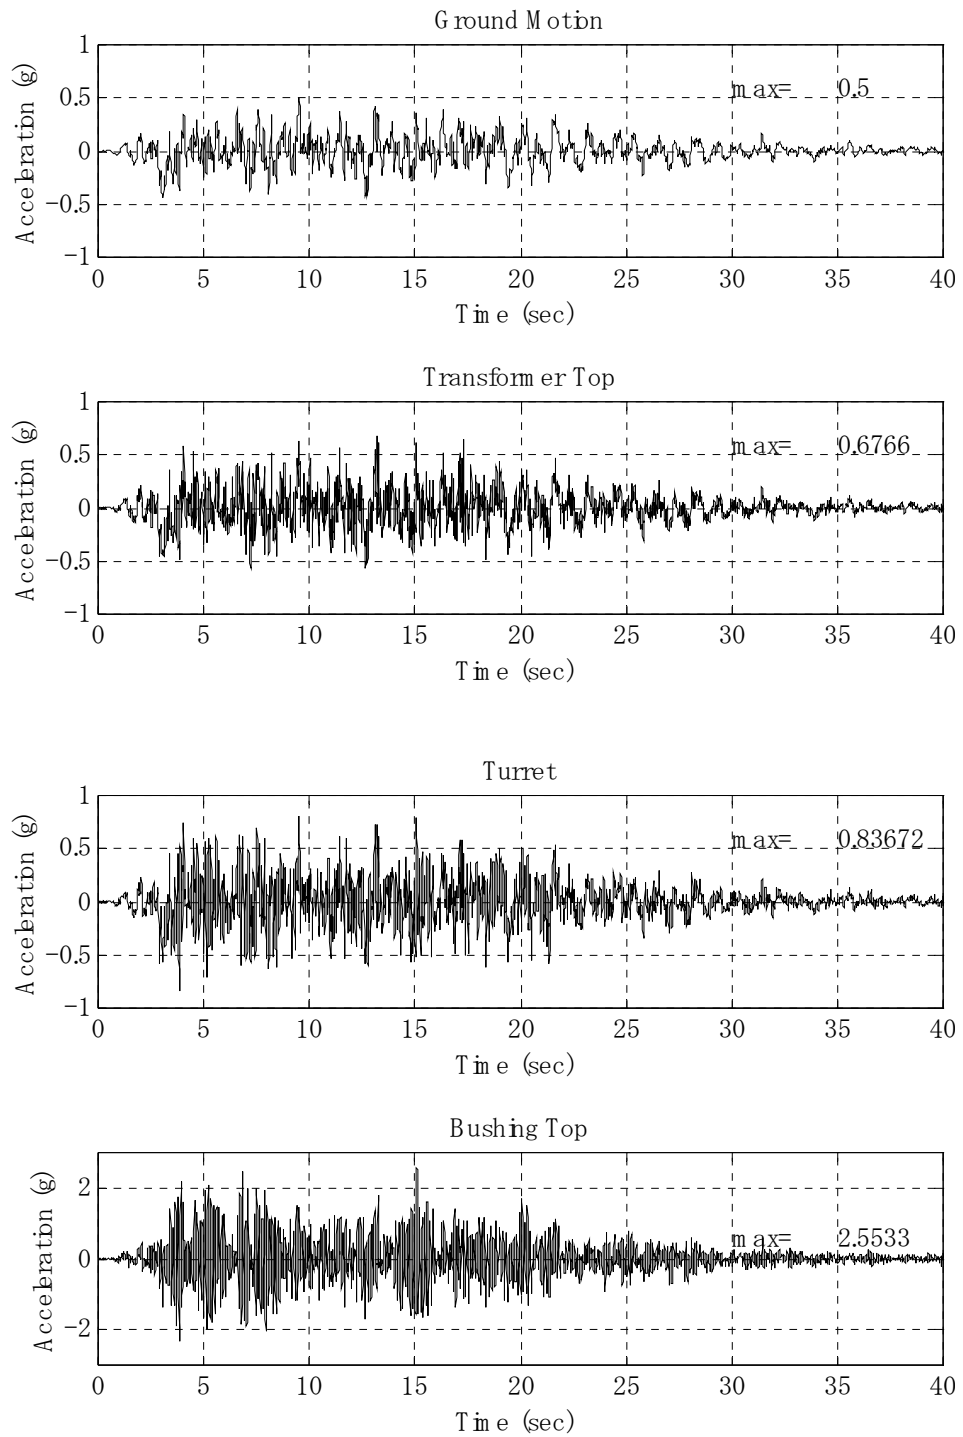 Ground Motion
1
0.5
0
-0.5
-1
Acceleration (g)
max= 0.5
0 5 10 15 20 25 30 35 40
Time (sec)
Transformer Top
1
0.5
0
-0.5
-1
Acceleration (g)
max= 0.6766
0 5 10 15 20 25 30 35 40
Time (sec)
Turret
1
0.5
0
-0.5
-1
Acceleration (g)
max= 0.83672
0 5 10 15 20 25 30 35 40
Time (sec)
Bushing Top
2
0
-2
Acceleration (g)
max= 2.5533
0 5 10 15 20 25 30 35 40
Time (sec)